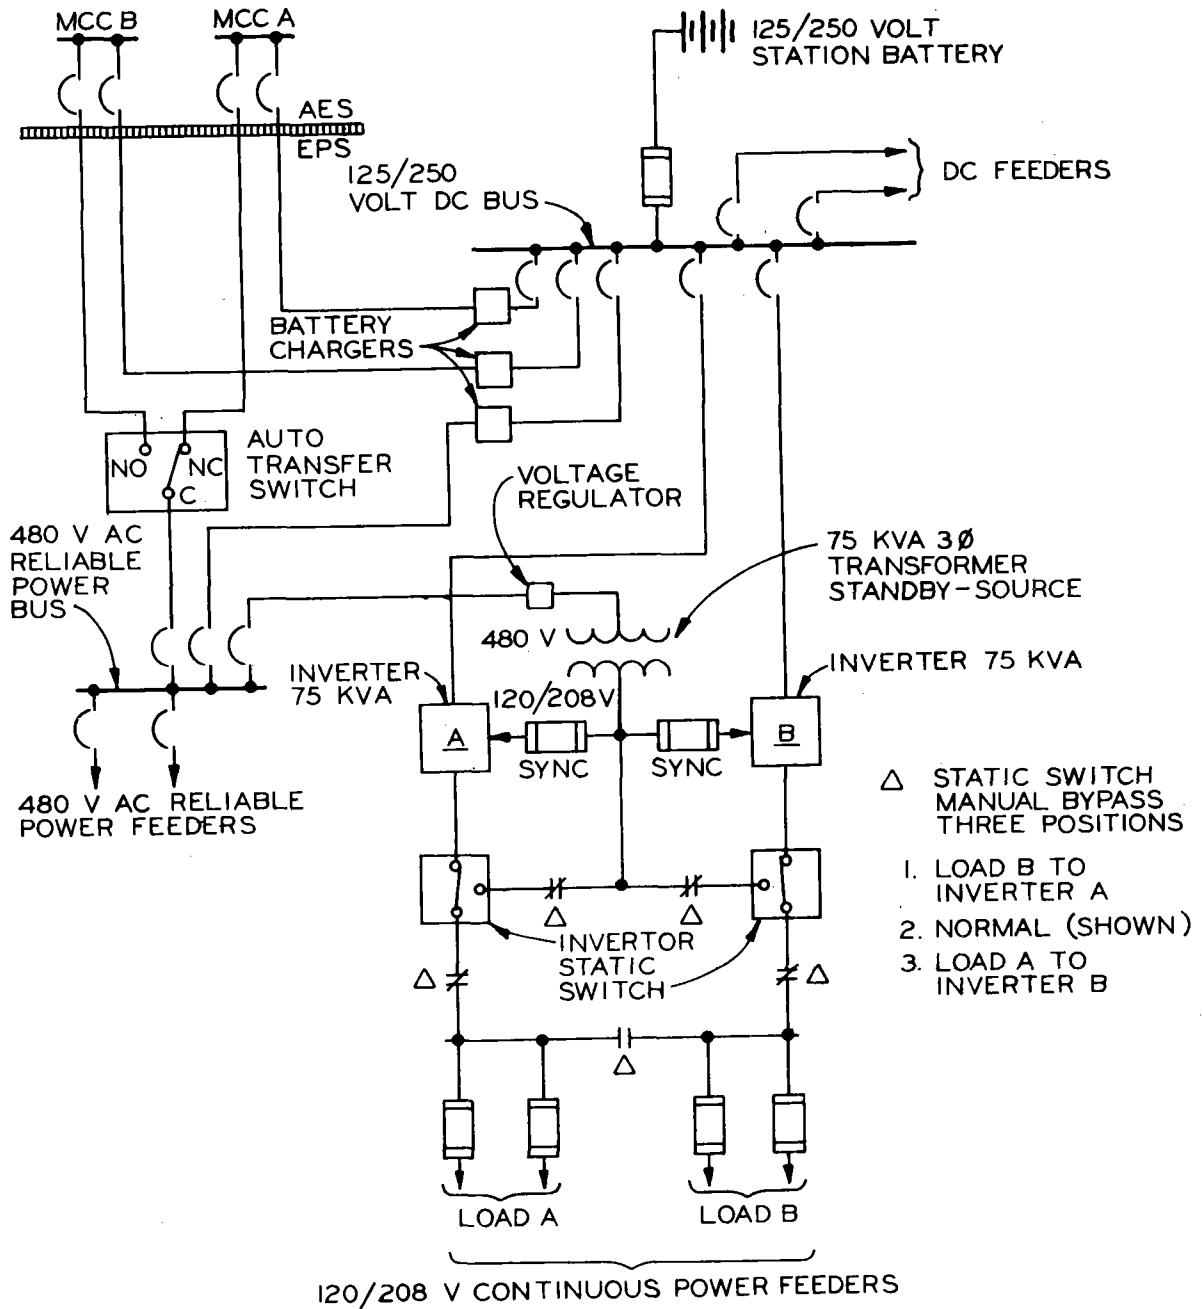 MCC B
MCC A
125/250 VOLT
STATION BATTERY
AES
EPS
125/250
VOLT DC BUS
DC FEEDERS
BATTERY
CHARGERS
NO
NC
C
AUTO
TRANSFER
SWITCH
VOLTAGE
REGULATOR
480 V AC
RELIABLE
POWER
BUS
75 KVA 3Ø
TRANSFORMER
STANDBY-SOURCE
480 V
INVERTER
75 KVA
120/208 V
INVERTER 75 KVA
A
SYNC
SYNC
B
480 V AC RELIABLE
POWER FEEDERS
△ STATIC SWITCH
MANUAL BYPASS
THREE POSITIONS
1. LOAD B TO
INVERTER A
2. NORMAL (SHOWN)
3. LOAD A TO
INVERTER B
△
△
INVERTOR
STATIC
SWITCH
△
△
△
LOAD A
LOAD B
120/208 V CONTINUOUS POWER FEEDERS